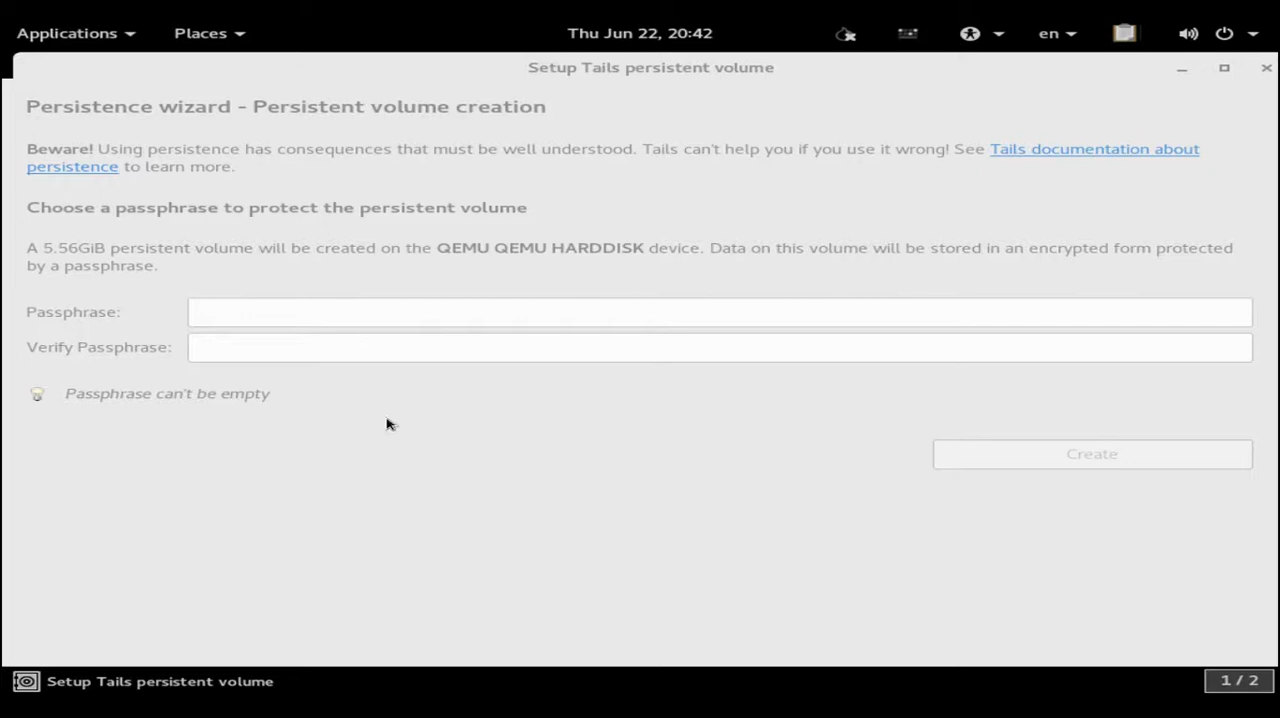 Applications Places Thu Jun 22, 20:42 en
Setup Tails persistent volume
Persistence wizard - Persistent volume creation
Beware! Using persistence has consequences that must be well understood. Tails can't help you if you use it wrong! See Tails documentation about
persistence to learn more.
Choose a passphrase to protect the persistent volume
A 5.56GiB persistent volume will be created on the QEMU QEMU HARDDISK device. Data on this volume will be stored in an encrypted form protected
by a passphrase.
Passphrase:
Verify Passphrase:
Passphrase can't be empty
Create
Setup Tails persistent volume 1 / 2